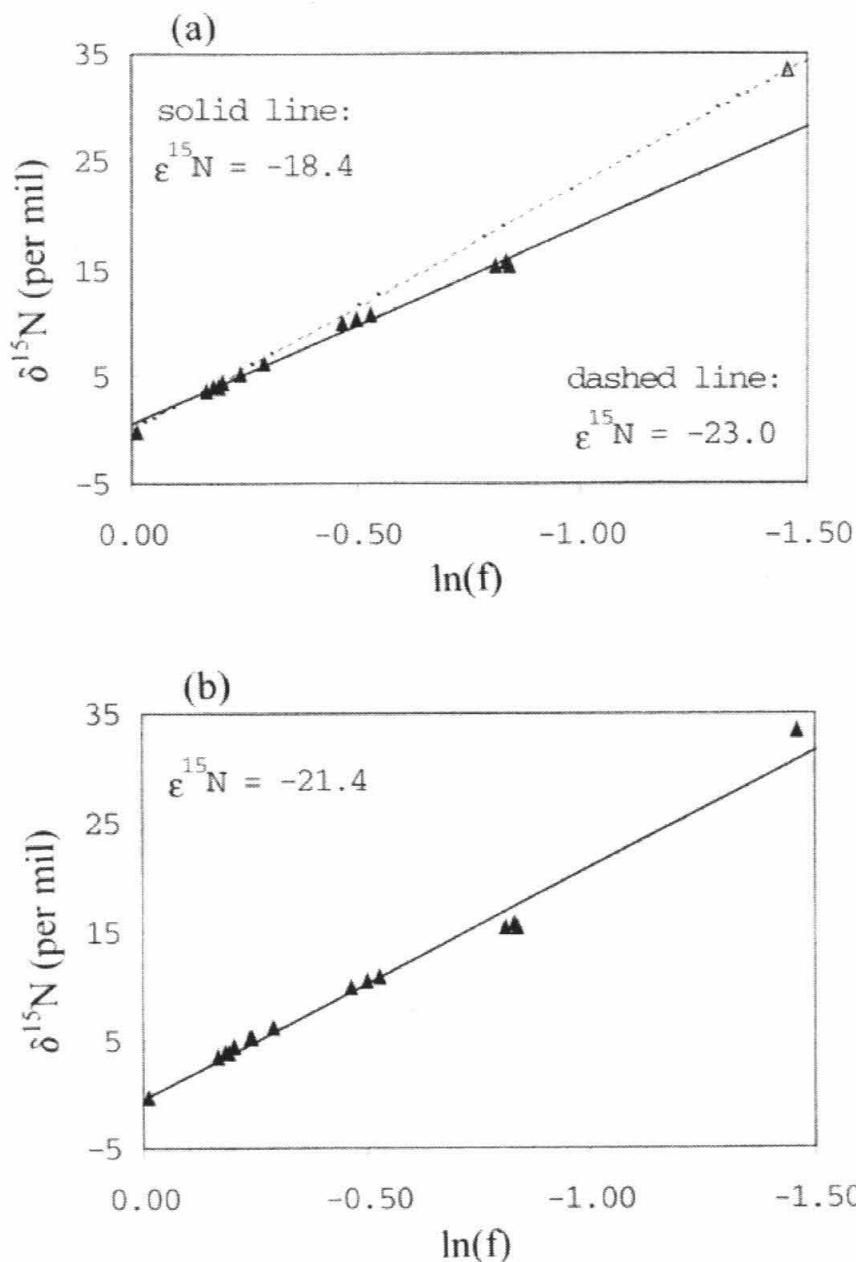 (a)
35
25
15
5
-5
δ¹⁵N (per mil)
solid line:
ε¹⁵N = -18.4
dashed line:
ε¹⁵N = -23.0
0.00 -0.50 -1.00 -1.50
ln(f)
(b)
35
25
15
5
-5
δ¹⁵N (per mil)
ε¹⁵N = -21.4
0.00 -0.50 -1.00 -1.50
ln(f)